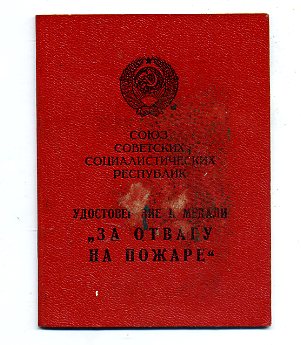 СОЮЗ
СОВЕТСКИХ
СОЦИАЛИСТИЧЕСКИХ
РЕСПУБЛИК
К МЕДАЛИ
„ЗА ОТВАГУ
НА ПОЖАРЕ“